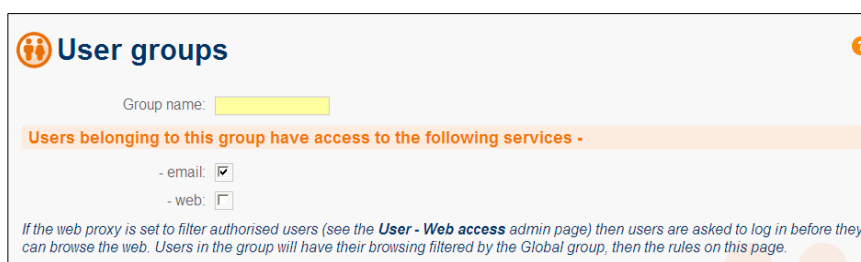 User groups
Group name:
Users belonging to this group have access to the following services -
- email:
- web:
If the web proxy is set to filter authorised users (see the User - Web access admin page) then users are asked to log in before they
can browse the web. Users in the group will have their browsing filtered by the Global group, then the rules on this page.